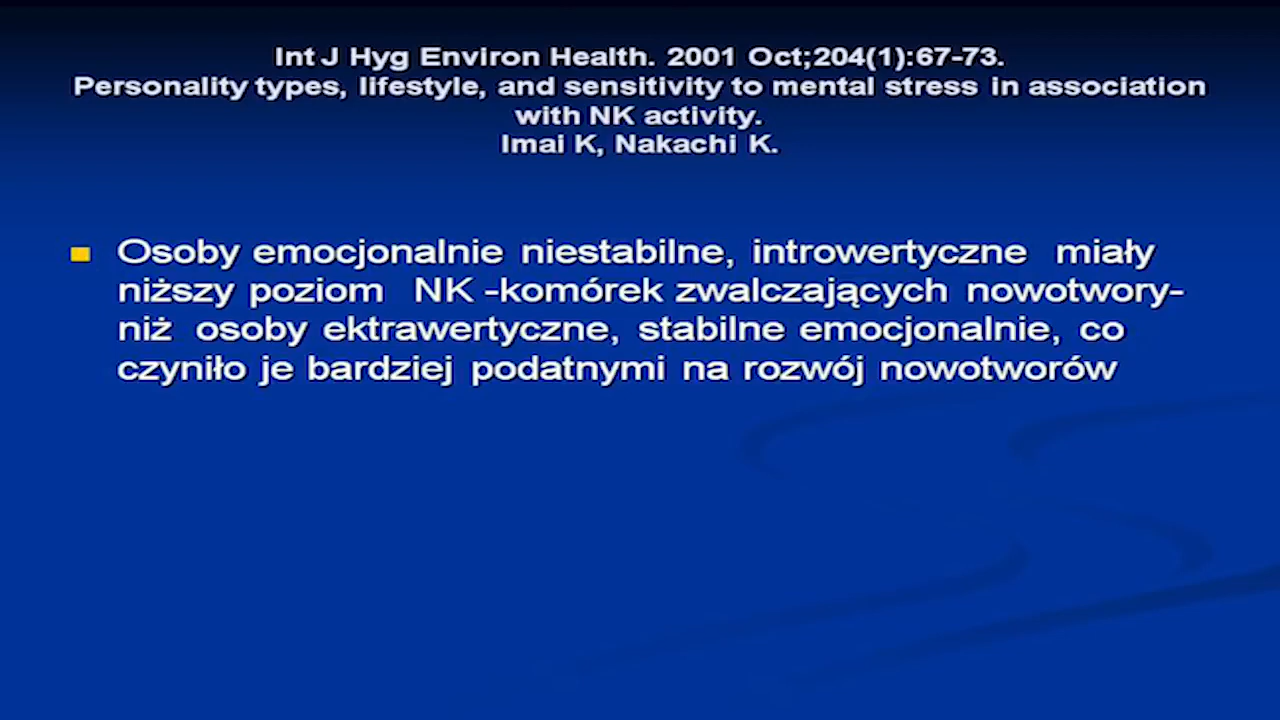 Int J Hyg Environ Health. 2001 Oct;204(1):67-73.
Personality types, lifestyle, and sensitivity to mental stress in association
with NK activity.
Imai K, Nakachi K.
Osoby emocjonalnie niestabilne, introwertyczne miały
niższy poziom NK -komórek zwalczających nowotwory-
niż osoby ektrawertyczne, stabilne emocjonalnie, co
czyniło je bardziej podatnymi na rozwój nowotworów